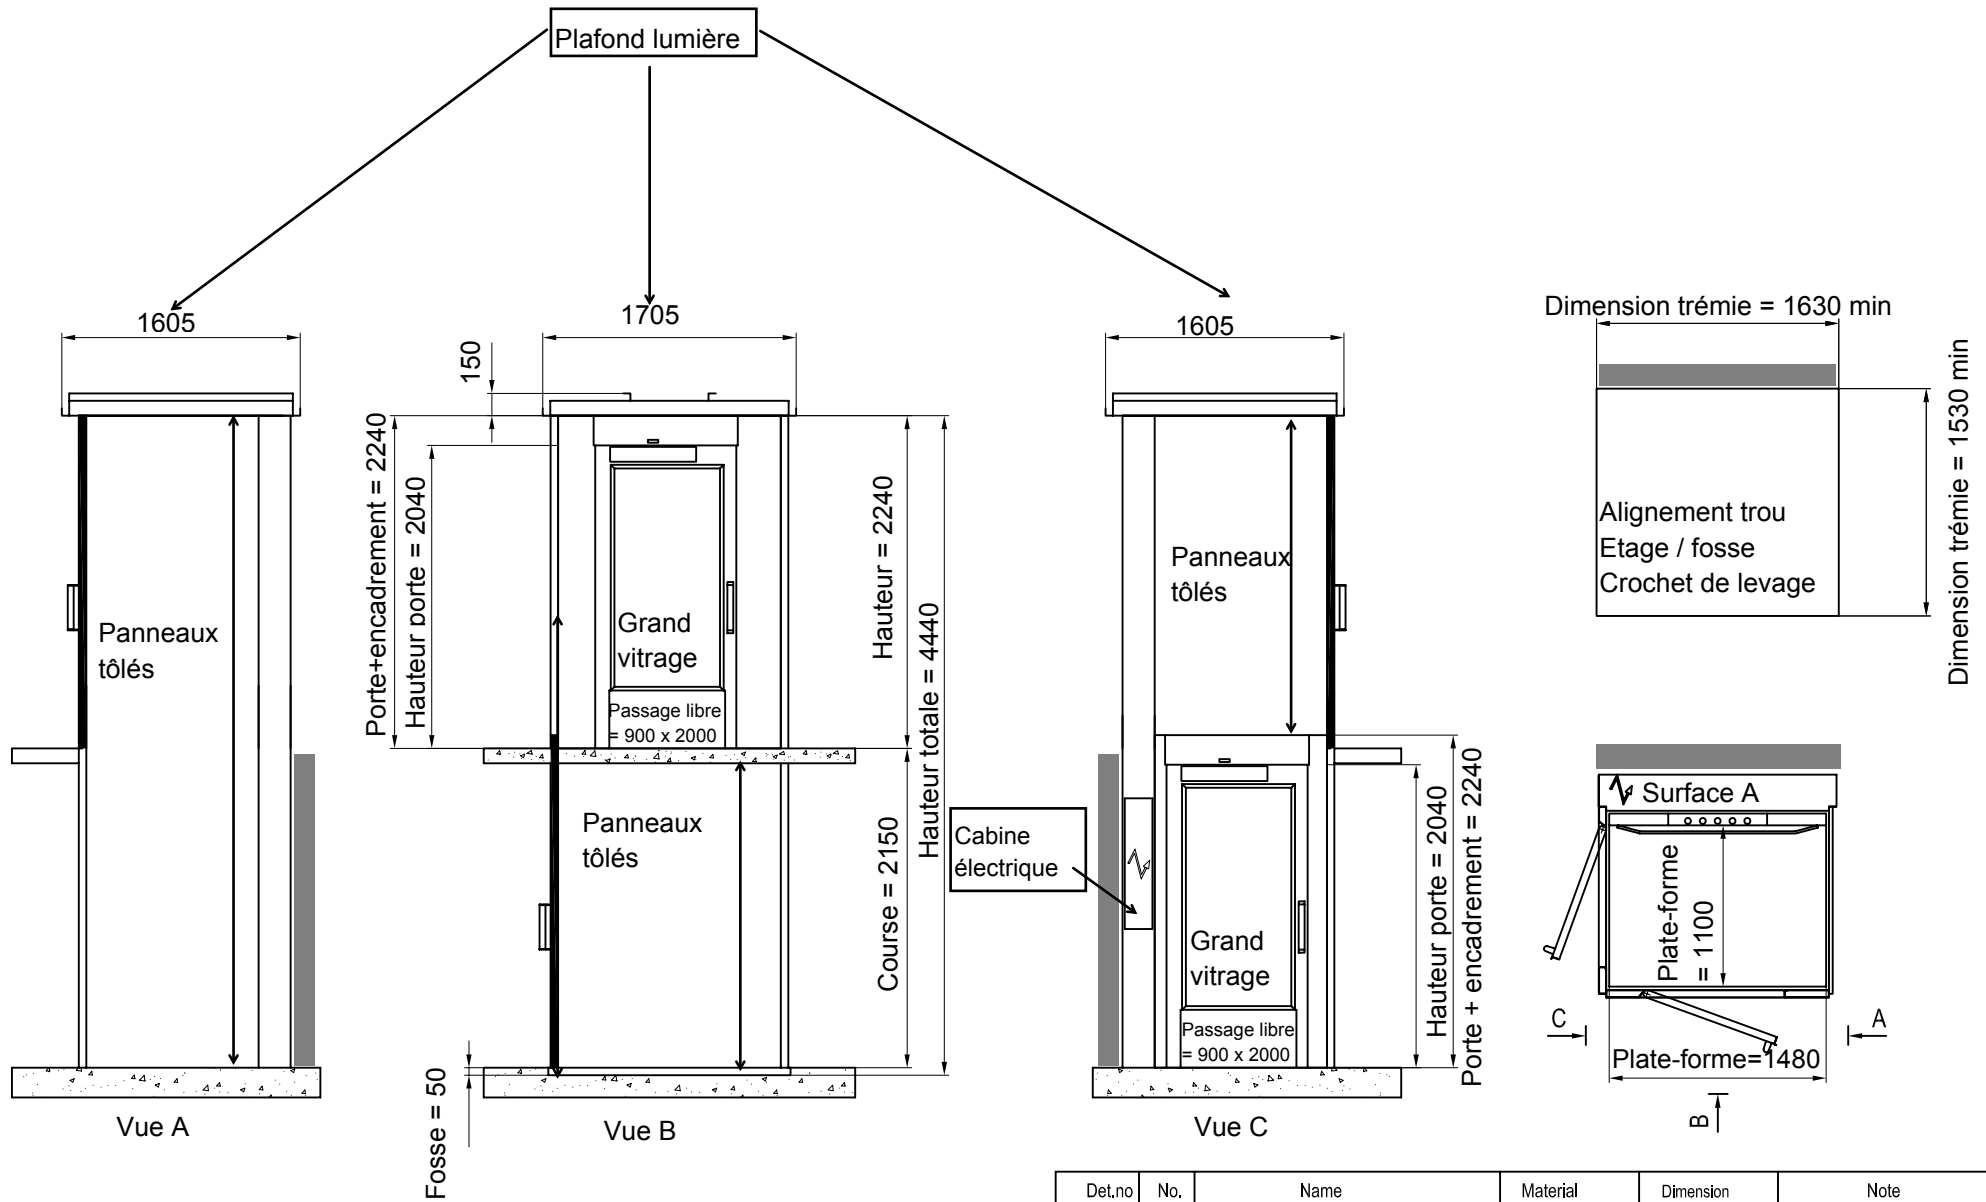 Plafond lumière
1605
1705
1605
Dimension trémie = 1630 min
Dimension trémie = 1530 min
150
Porte+encadrement = 2240
Hauteur porte = 2040
Hauteur = 2240
Hauteur totale = 4440
Panneaux
tôlés
Grand
vitrage
Passage libre
= 900 x 2000
Panneaux
tôlés
Course = 2150
Fosse = 50
Panneaux
tôlés
Cabine
électrique
Grand
vitrage
Passage libre
= 900 x 2000
Hauteur porte = 2040
Porte + encadrement = 2240
Alignement trou
Etage / fosse
Crochet de levage
Surface A
Plate-forme
= 1100
C
A
Plate-forme=1480
B
Vue A
Vue B
Vue C
Det.no No. Name Material Dimension Note